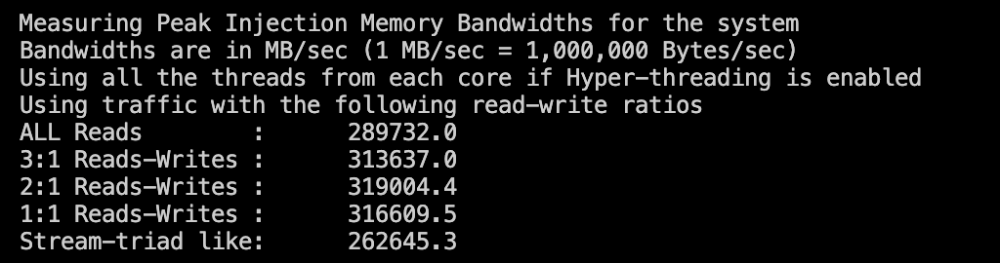 Measuring Peak Injection Memory Bandwidths for the system
Bandwidths are in MB/sec (1 MB/sec = 1,000,000 Bytes/sec)
Using all the threads from each core if Hyper-threading is enabled
Using traffic with the following read-write ratios
ALL Reads        :      289732.0
3:1 Reads-Writes :      313637.0
2:1 Reads-Writes :      319004.4
1:1 Reads-Writes :      316609.5
Stream-triad like:      262645.3